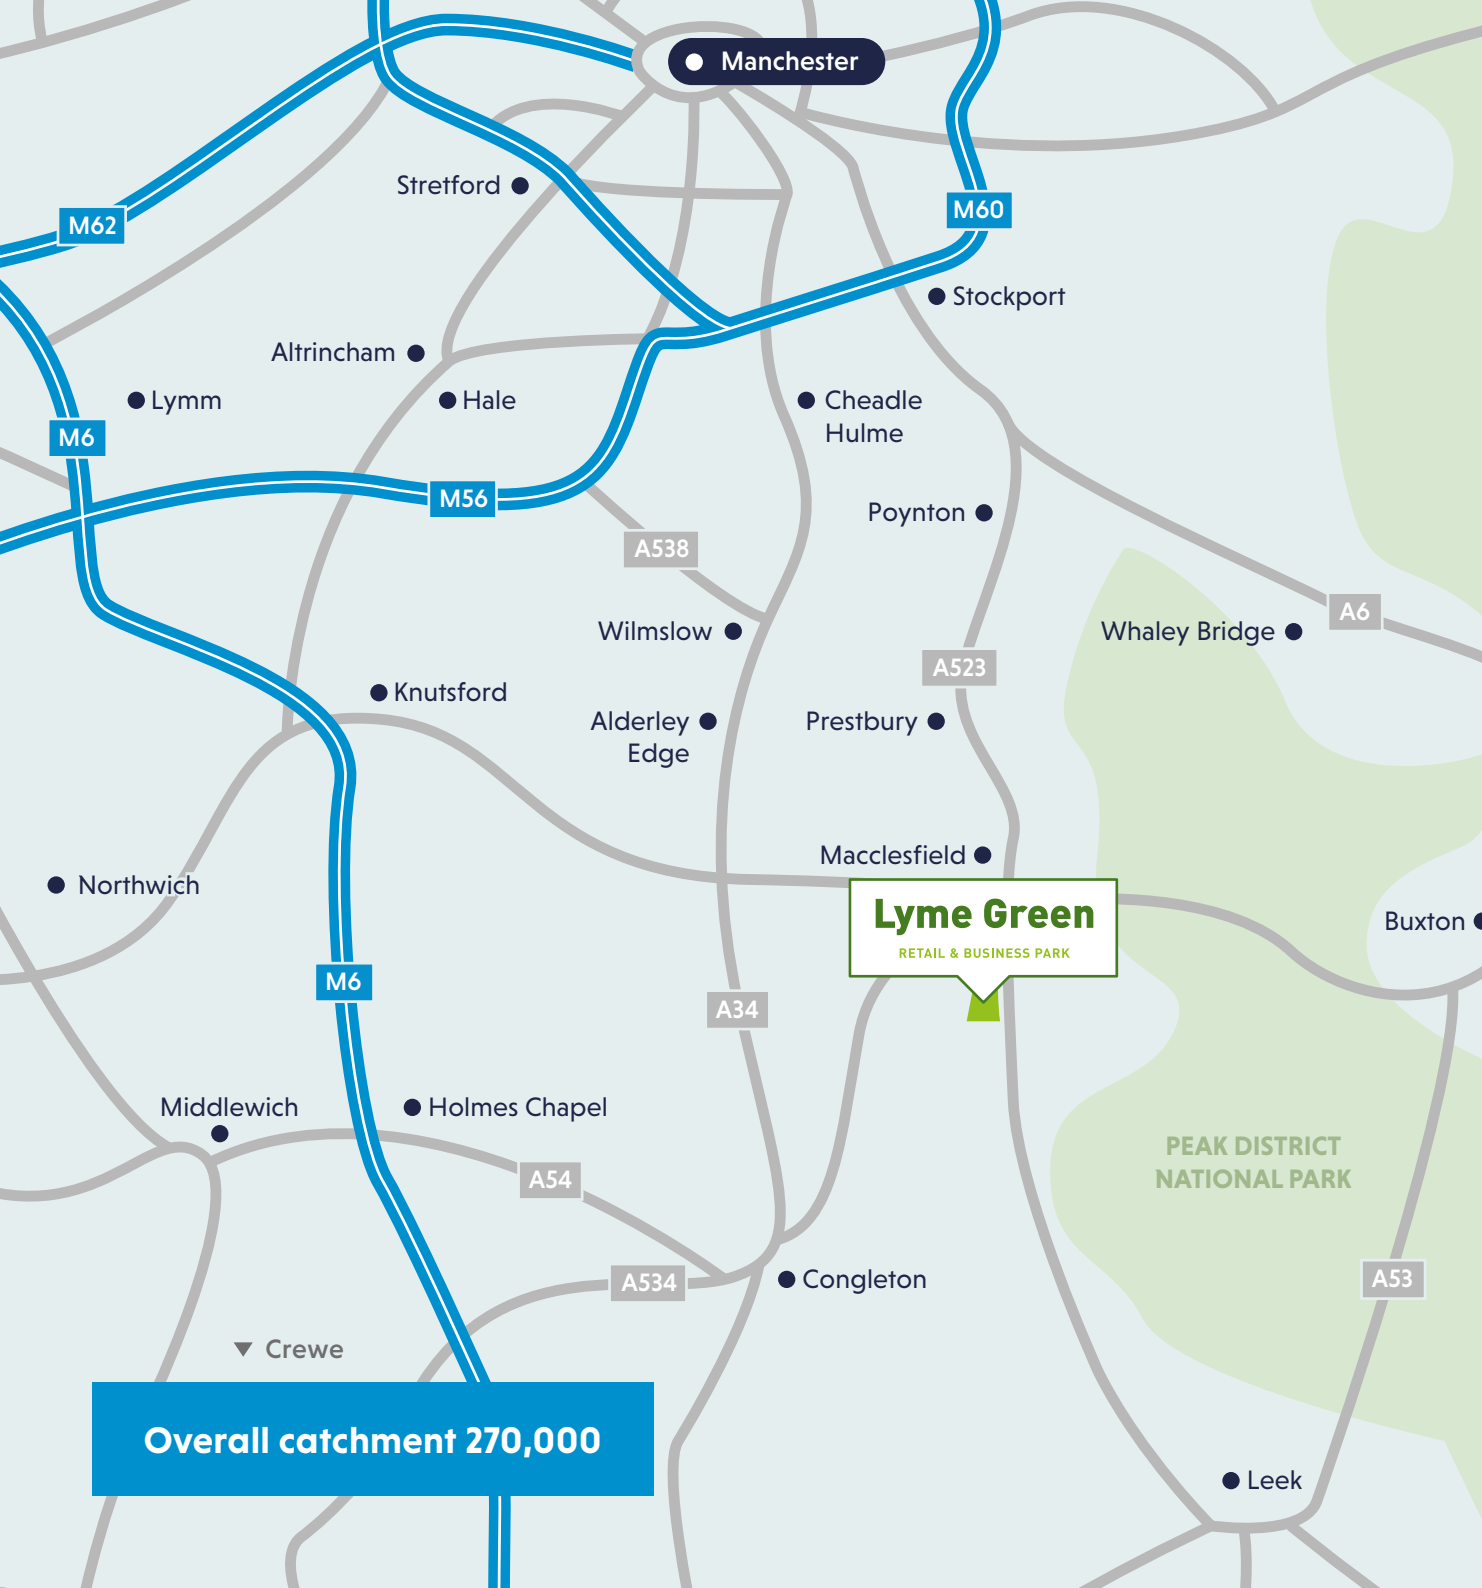 Manchester
Stretford
M62
M60
Stockport
Altrincham
Lymm
Hale
Cheadle
Hulme
M6
M56
Poynton
A538
A6
Wilmslow
Whaley Bridge
A523
Knutsford
Alderley
Edge
Prestbury
Macclesfield
Northwich
Lyme Green
RETAIL & BUSINESS PARK
Buxton
M6
A34
Middlewich
Holmes Chapel
PEAK DISTRICT
NATIONAL PARK
A54
A534
Congleton
A53
Crewe
Overall catchment 270,000
Leek